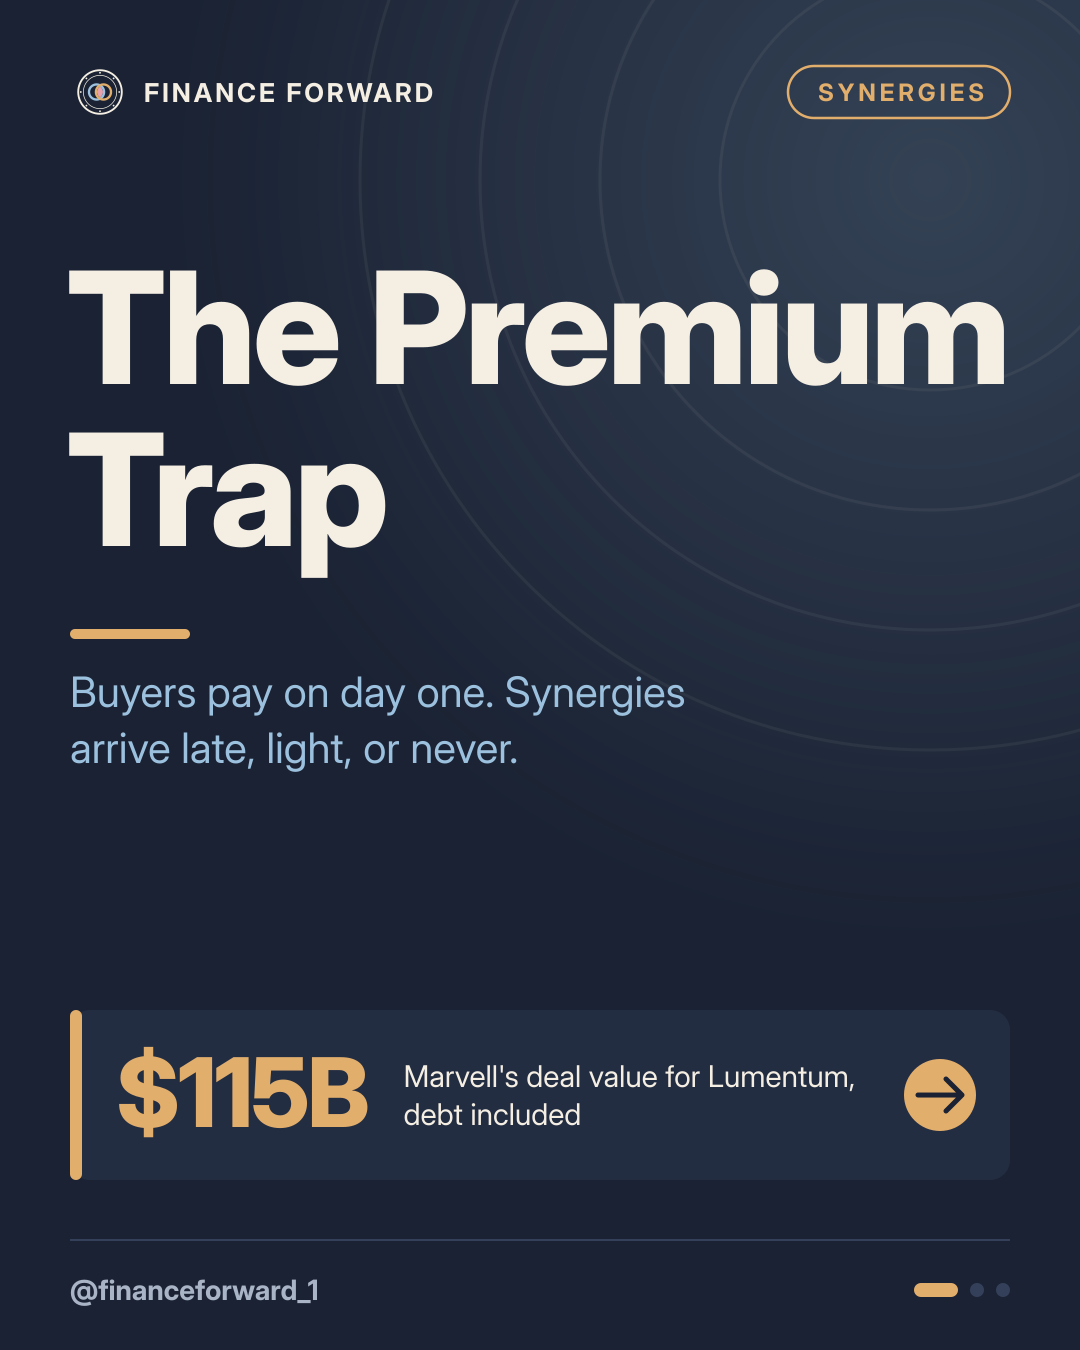 FINANCE FORWARD
SYNERGIES
The Premium
Trap
Buyers pay on day one. Synergies
arrive late, light, or never.
$115B
Marvell's deal value for Lumentum,
debt included
@financeforward_1